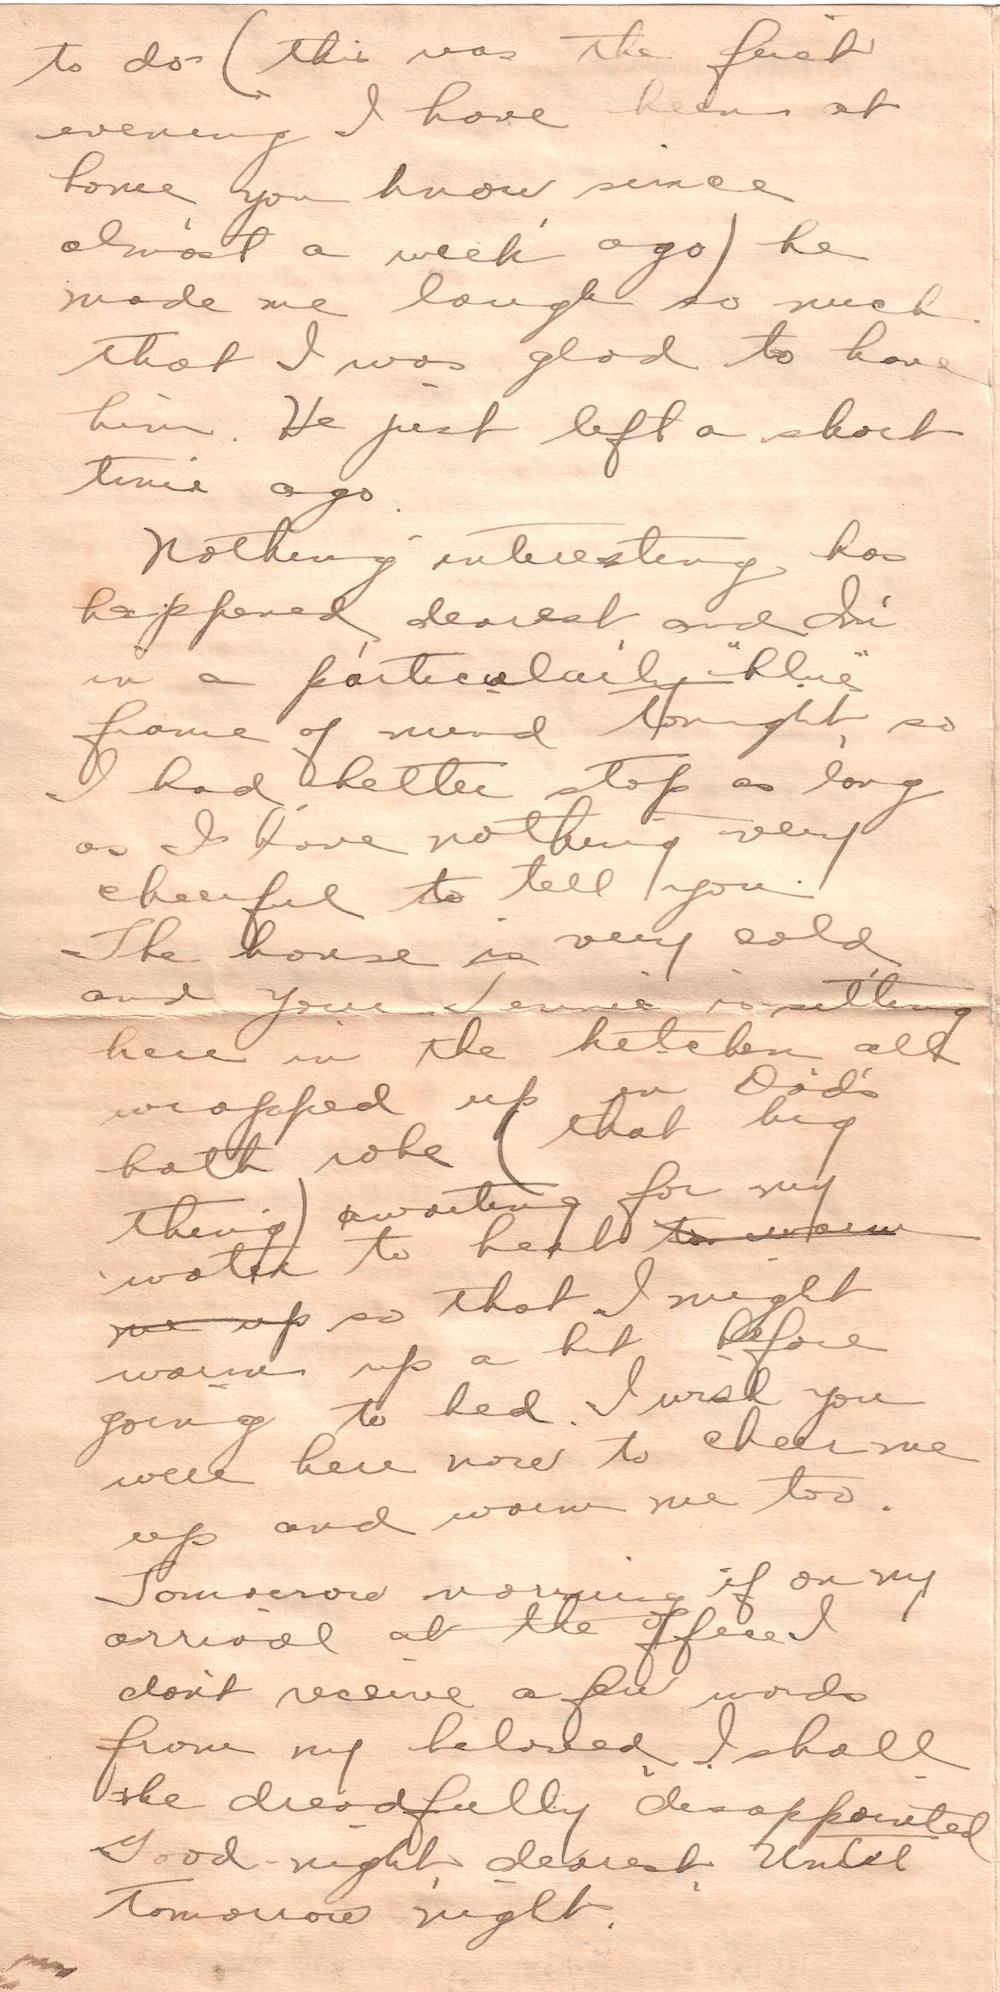 to do (this was the first
evening I have been at
home you know since
almost a week ago) he
made me laugh so much
that I was glad to have
him. He just left a short
time ago.
Nothing interesting has
happened, dearest and I'm
in a particularly "blue"
frame of mind tonight, so
I had better stop as long
as I have nothing very
cheerful to tell you.
The house is very cold
and your Jennie is sitting
here in the kitchen all
wrapped up in Dad's
bath robe (that big
thing) awaiting for my
water to heat to warm
me up so that I might
warm up a bit before
going to bed. I wish you
were here now to cheer me
up and warm me too.
Tomorrow morning if on my
arrival at the office I
don't receive a few words
from my beloved, I shall
be dreadfully disappointed
Good-night, dearest. Until
tomorrow night.